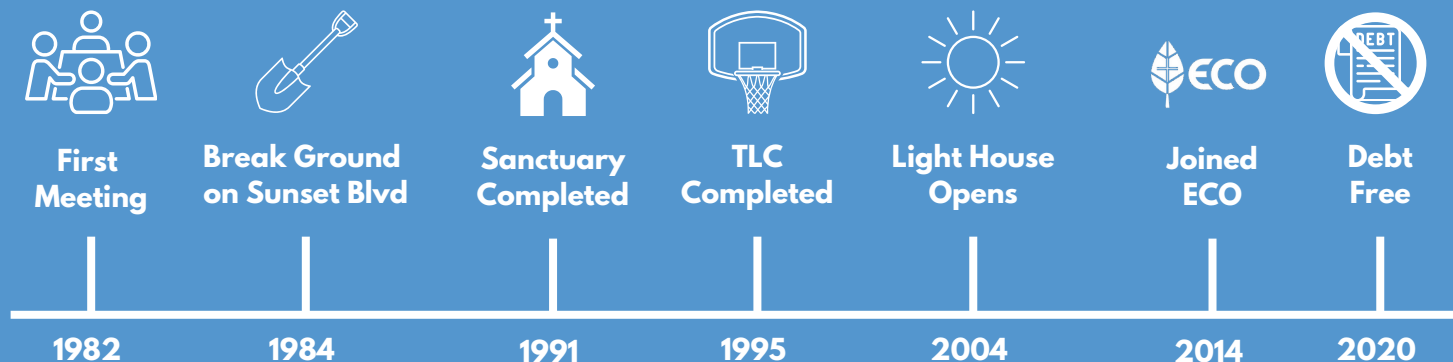 DEBT
ECO
First
Meeting
Break Ground
on Sunset Blvd
Sanctuary
Completed
TLC
Completed
Light House
Opens
Joined
ECO
Debt
Free
1982
1984
1991
1995
2004
2014
2020